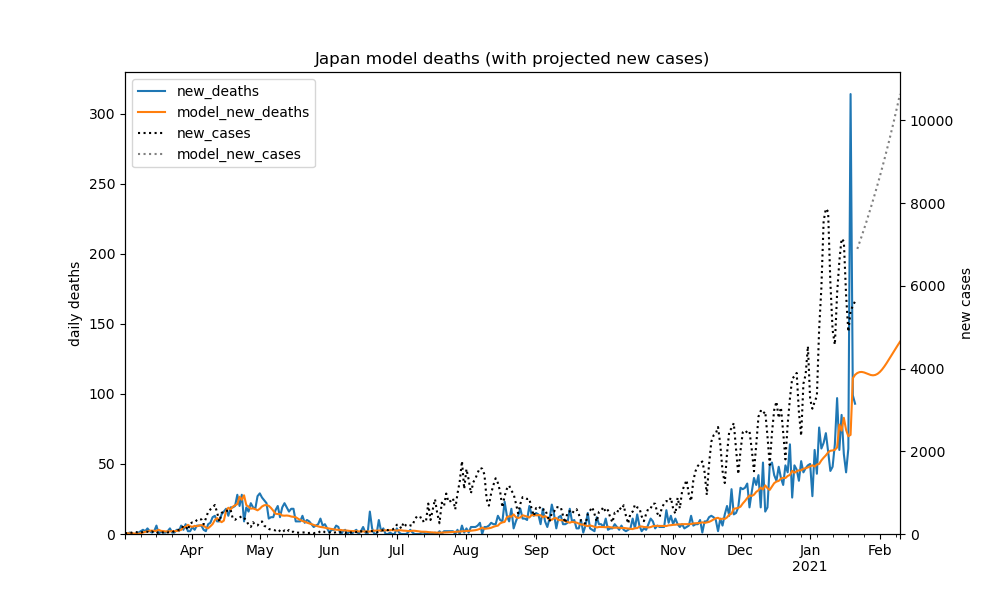 Japan model deaths (with projected new cases)
new_deaths
model_new_deaths
new_cases
model_new_cases
daily deaths
new cases
300
250
200
150
100
50
0
10000
8000
6000
4000
2000
0
Apr May Jun Jul Aug Sep Oct Nov Dec Jan Feb
2021